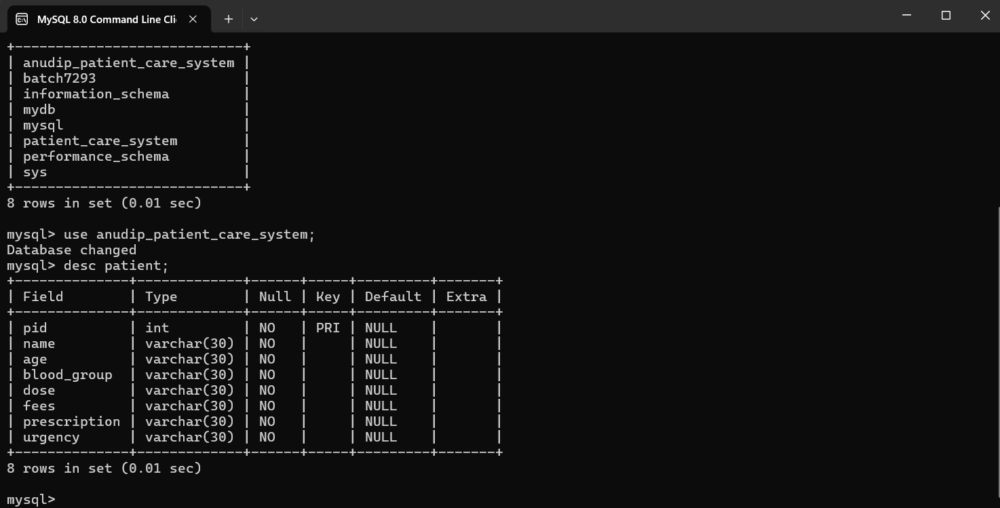 MySQL 8.0 Command Line Cli
+----------------------------+
| anudip_patient_care_system |
| batch7293                  |
| information_schema         |
| mydb                       |
| mysql                      |
| patient_care_system        |
| performance_schema         |
| sys                        |
+----------------------------+
8 rows in set (0.01 sec)

mysql> use anudip_patient_care_system;
Database changed
mysql> desc patient;
+--------------+-------------+------+-----+---------+-------+
| Field        | Type        | Null | Key | Default | Extra |
+--------------+-------------+------+-----+---------+-------+
| pid          | int         | NO   | PRI | NULL    |       |
| name         | varchar(30) | NO   |     | NULL    |       |
| age          | varchar(30) | NO   |     | NULL    |       |
| blood_group  | varchar(30) | NO   |     | NULL    |       |
| dose         | varchar(30) | NO   |     | NULL    |       |
| fees         | varchar(30) | NO   |     | NULL    |       |
| prescription | varchar(30) | NO   |     | NULL    |       |
| urgency      | varchar(30) | NO   |     | NULL    |       |
+--------------+-------------+------+-----+---------+-------+
8 rows in set (0.01 sec)

mysql>